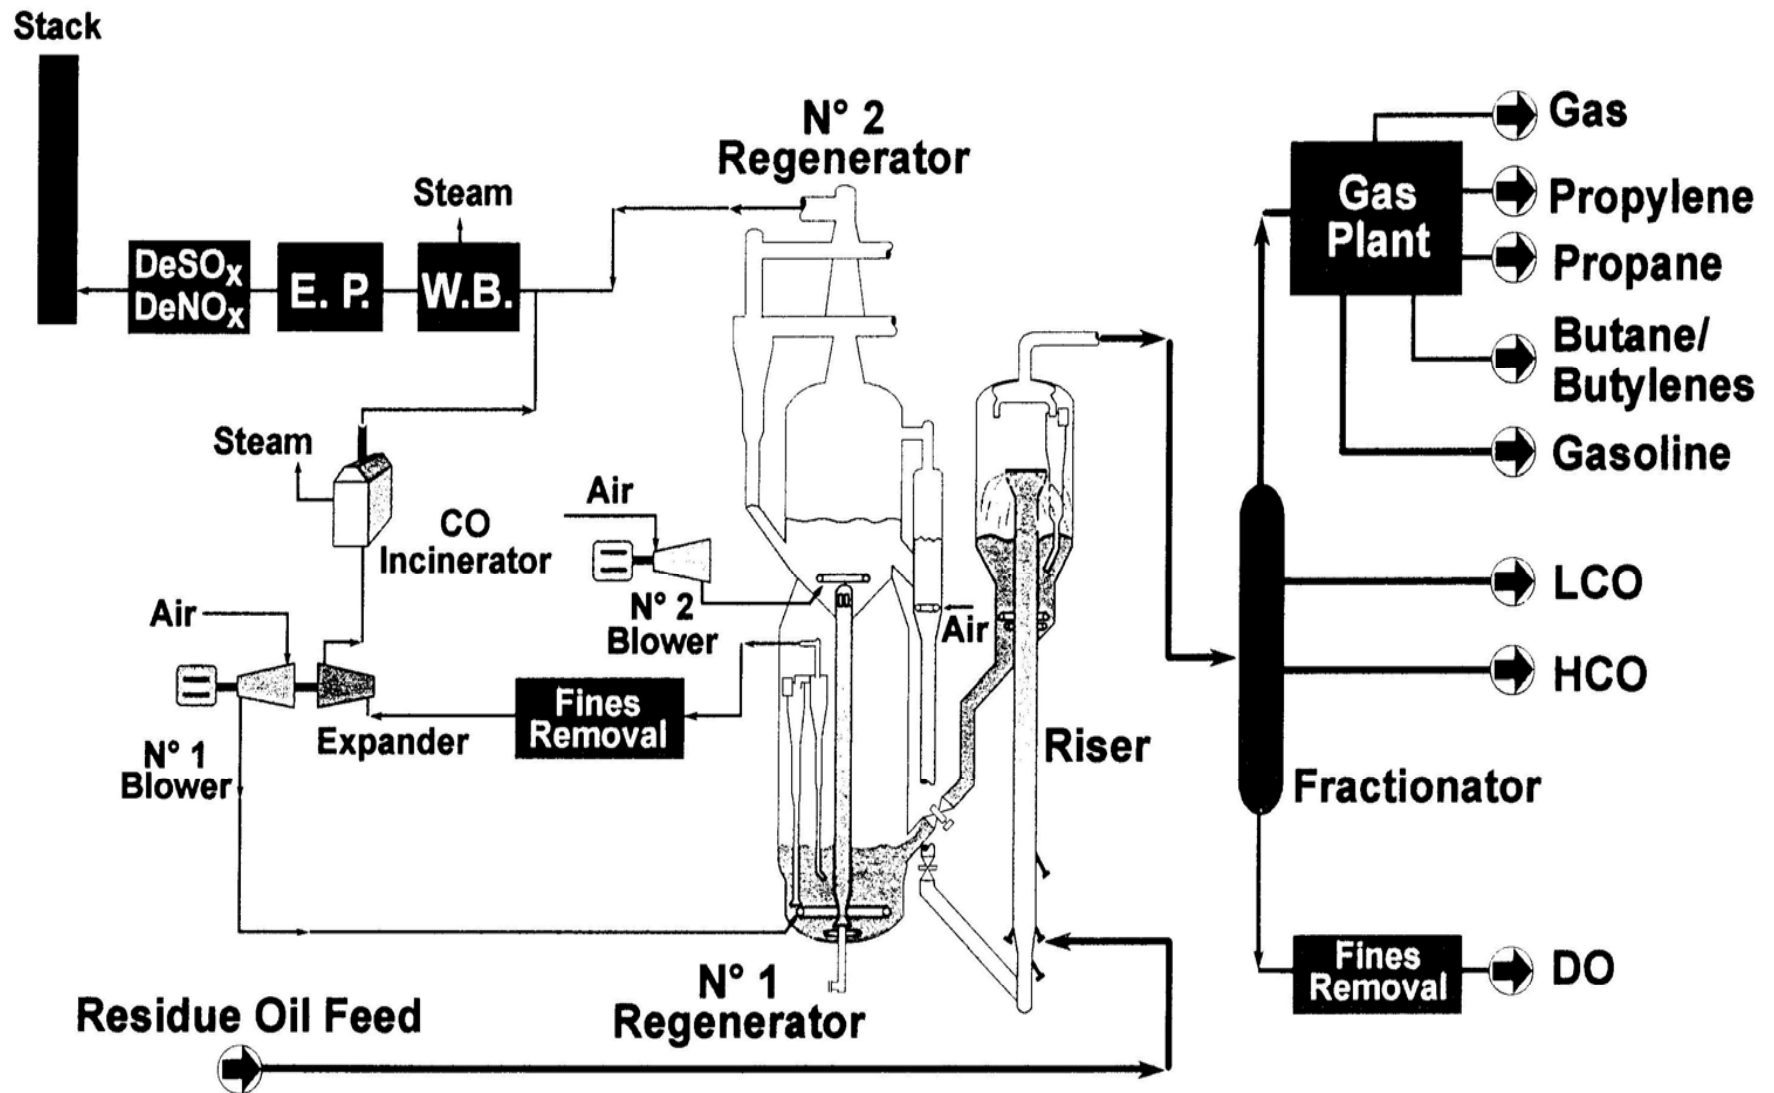 Stack
N° 2
Regenerator
Steam
DeSOx
DeNOx
E. P.
W.B.
Gas
Plant
Gas
Propylene
Propane
Butane/
Butylenes
Gasoline
Steam
CO
Incinerator
Air
N° 2
Blower
Air
Air
N° 1
Blower
Expander
Fines
Removal
Riser
LCO
HCO
Fractionator
Fines
Removal
DO
N° 1
Regenerator
Residue Oil Feed